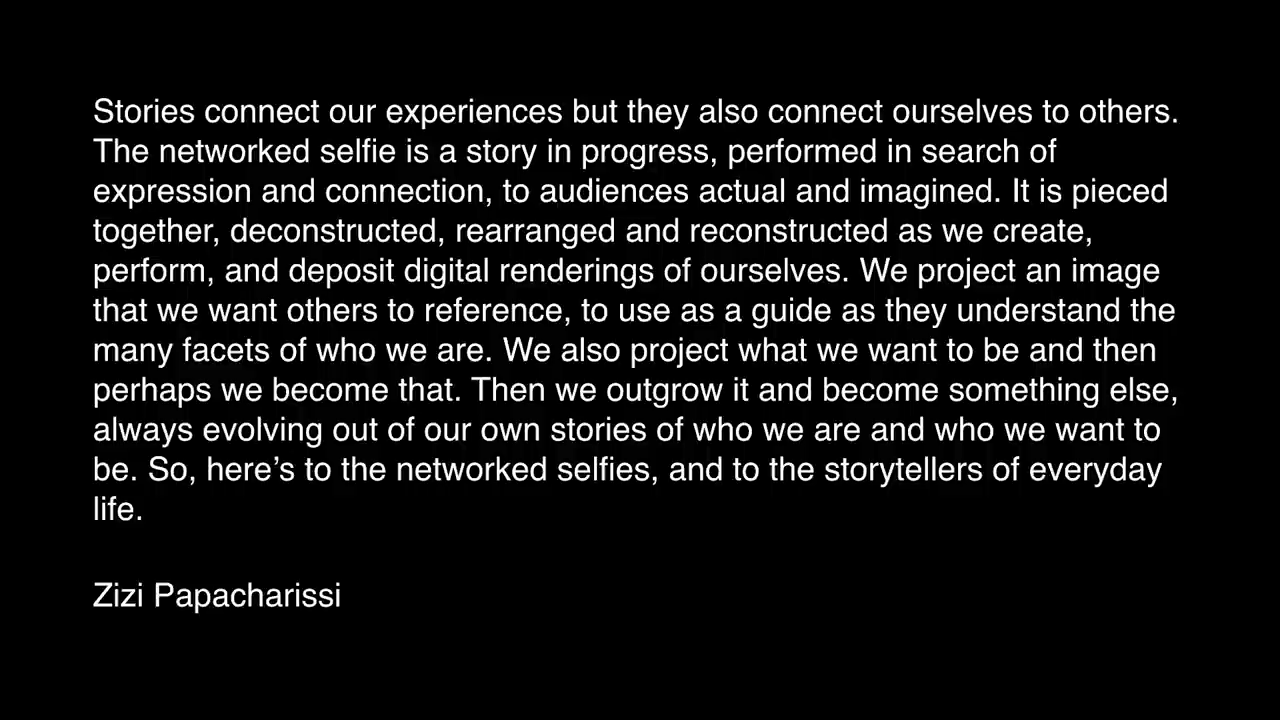 Stories connect our experiences but they also connect ourselves to others.
The networked selfie is a story in progress, performed in search of
expression and connection, to audiences actual and imagined. It is pieced
together, deconstructed, rearranged and reconstructed as we create,
perform, and deposit digital renderings of ourselves. We project an image
that we want others to reference, to use as a guide as they understand the
many facets of who we are. We also project what we want to be and then
perhaps we become that. Then we outgrow it and become something else,
always evolving out of our own stories of who we are and who we want to
be. So, here’s to the networked selfies, and to the storytellers of everyday
life.
Zizi Papacharissi